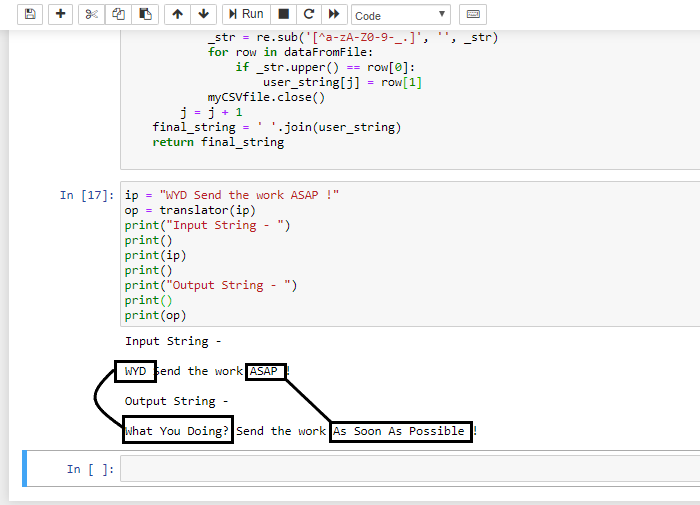 Run Code
_str = re.sub('[^a-zA-Z0-9-_.]', '', _str)
for row in dataFromFile:
if _str.upper() == row[0]:
user_string[j] = row[1]
myCSVfile.close()
j = j + 1
final_string = ' '.join(user_string)
return final_string
In [17]: ip = "WYD Send the work ASAP !"
op = translator(ip)
print("Input String - ")
print()
print(ip)
print()
print("Output String - ")
print()
print(op)
Input String -
WYD Send the work ASAP !
Output String -
What You Doing? Send the work As Soon As Possible !
In [ ]: